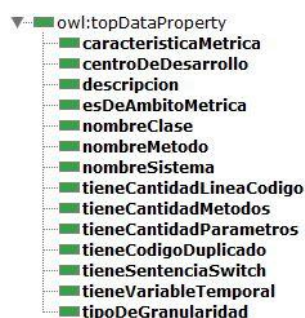 owl:topDataProperty
caracteristicaMetrica
centroDeDesarrollo
descripcion
esDeAmbitoMetrica
nombreClase
nombreMetodo
nombreSistema
tieneCantidadLineaCodigo
tieneCantidadMetodos
tieneCantidadParametros
tieneCodigoDuplicado
tieneSentenciaSwitch
tieneVariableTemporal
tipoDeGranularidad